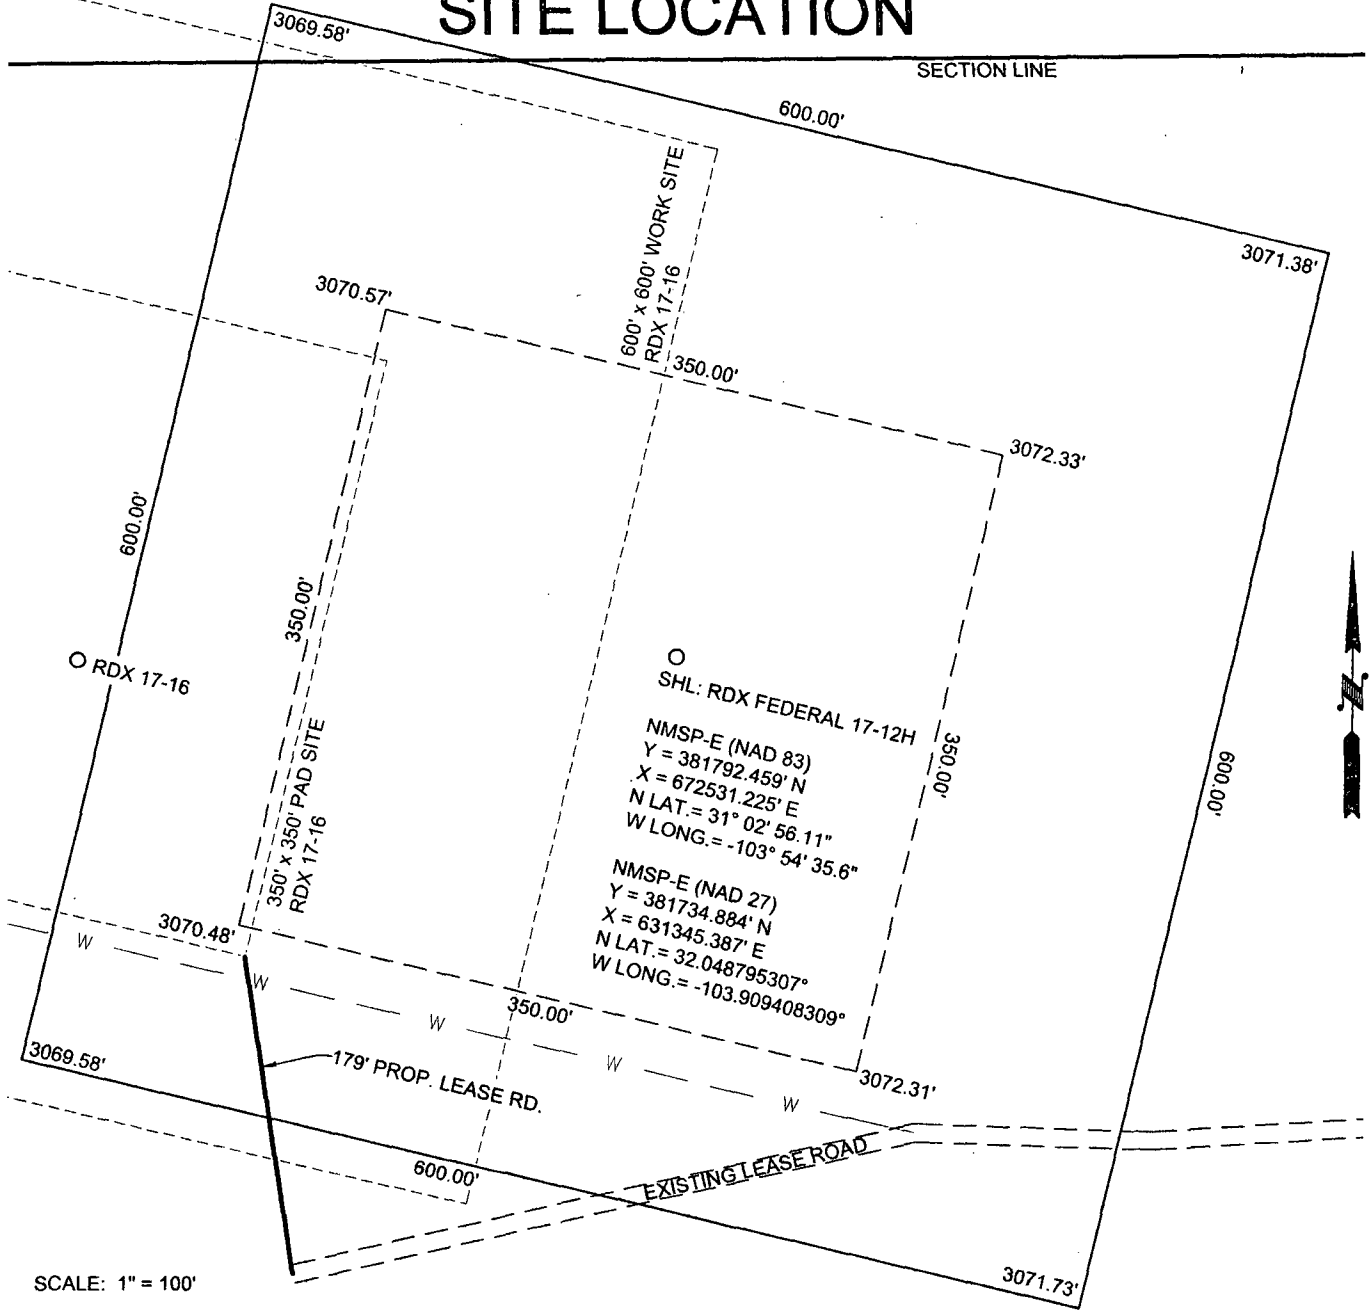 SITE LOCATION
3069.58'
SECTION LINE
600.00'
3071.38'
600' x 600' WORK SITE
RDX 17-16
3070.57'
350.00'
3072.33'
600.00'
350.00'
RDX 17-16
SHL: RDX FEDERAL 17-12H
NMSP-E (NAD 83)
Y = 381792.459' N
X = 672531.225' E
N LAT.= 31° 02' 56.11"
W LONG.= -103° 54' 35.6"
350.00'
600.00'
350' x 350' PAD SITE
RDX 17-16
NMSP-E (NAD 27)
Y = 381734.884' N
X = 631345.387' E
N LAT.= 32.048795307°
W LONG.= -103.909408309°
3070.48'
W
W
W
W
W
350.00'
3069.58'
179' PROP. LEASE RD.
3072.31'
600.00'
EXISTING LEASE ROAD
3071.73'
SCALE: 1" = 100'
N